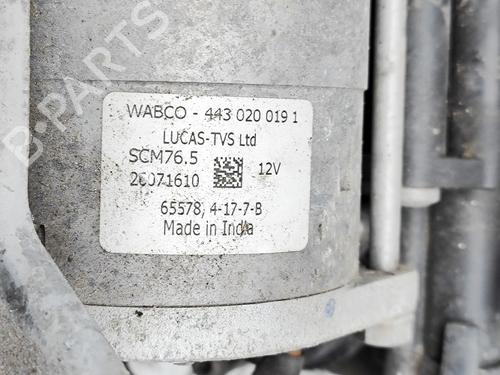 B-PARTS
WABCO - 443 020 019 1
LUCAS-TVS Ltd
SCM76.5
26071610
12V
65578, 4-17-7-B
Made in India